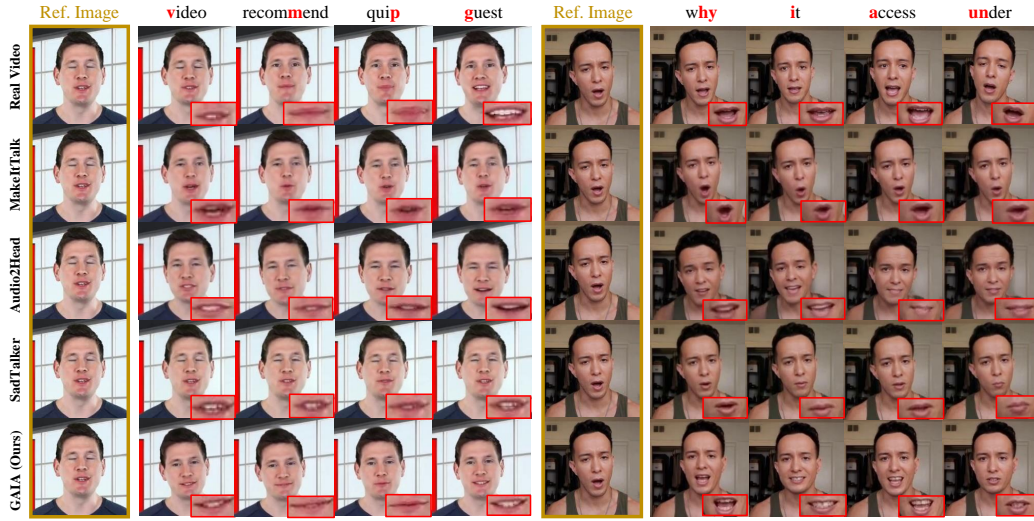 Ref. Image video recommend quip guest Ref. Image why it access under
Real Video
MakeItTalk
Audio2Head
SadTalker
GAIA (Ours)